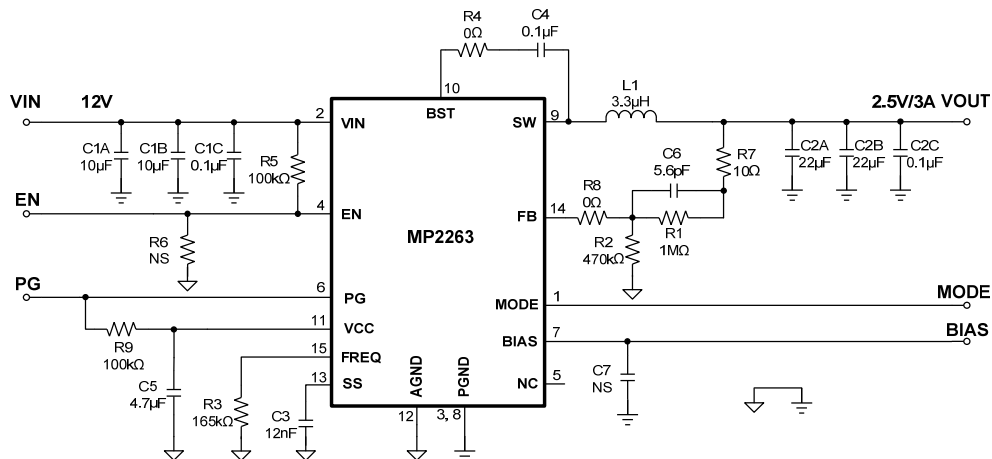 R4
0Ω
C4
0.1µF
10
BST
VIN
12V
2
VIN
SW
9
L1
3.3µH
2.5V/3A VOUT
C1A
10µF
C1B
10µF
C1C
0.1µF
R5
100kΩ
C6
5.6pF
R7
10Ω
C2A
22µF
C2B
22µF
C2C
0.1µF
EN
4
EN
FB
14
R8
0Ω
R6
NS
MP2263
R2
470kΩ
R1
1MΩ
PG
6
PG
MODE
1
MODE
11
VCC
BIAS
7
BIAS
R9
100kΩ
15
FREQ
C5
4.7µF
R3
165kΩ
13
SS
C3
12nF
AGND
PGND
NC
5
C7
NS
12
3, 8